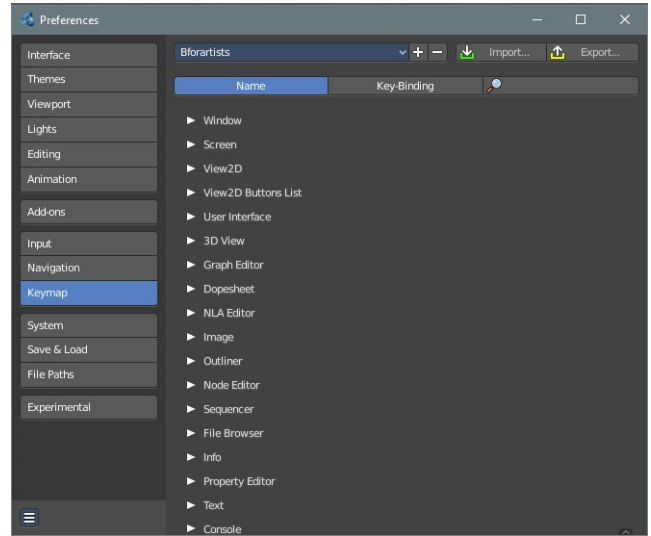 Preferences
Interface
Themes
Viewport
Lights
Editing
Animation
Add-ons
Input
Navigation
Keymap
System
Save & Load
File Paths
Experimental
Bforartists
Import...
Export...
Name
Key-Binding
Window
Screen
View2D
View2D Buttons List
User Interface
3D View
Graph Editor
Dopesheet
NLA Editor
Image
Outliner
Node Editor
Sequencer
File Browser
Info
Property Editor
Text
Console